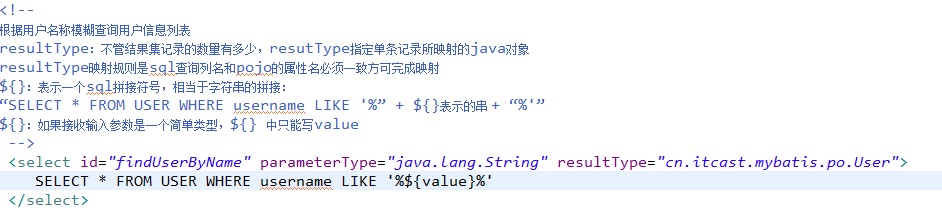 <!--
根据用户名称模糊查询用户信息列表
resultType：不管结果集记录的数量有多少，resutType指定单条记录所映射的java对象
resultType映射规则是sql查询列名和pojo的属性名必须一致方可完成映射
${}：表示一个sql拼接符号，相当于字符串的拼接：
“SELECT * FROM USER WHERE username LIKE '%” + ${}表示的串 + “%'”
${}：如果接收输入参数是一个简单类型，${} 中只能写value
-->
<select id="findUserByName" parameterType="java.lang.String" resultType="cn.itcast.mybatis.po.User">
SELECT * FROM USER WHERE username LIKE '%${value}%'
</select>